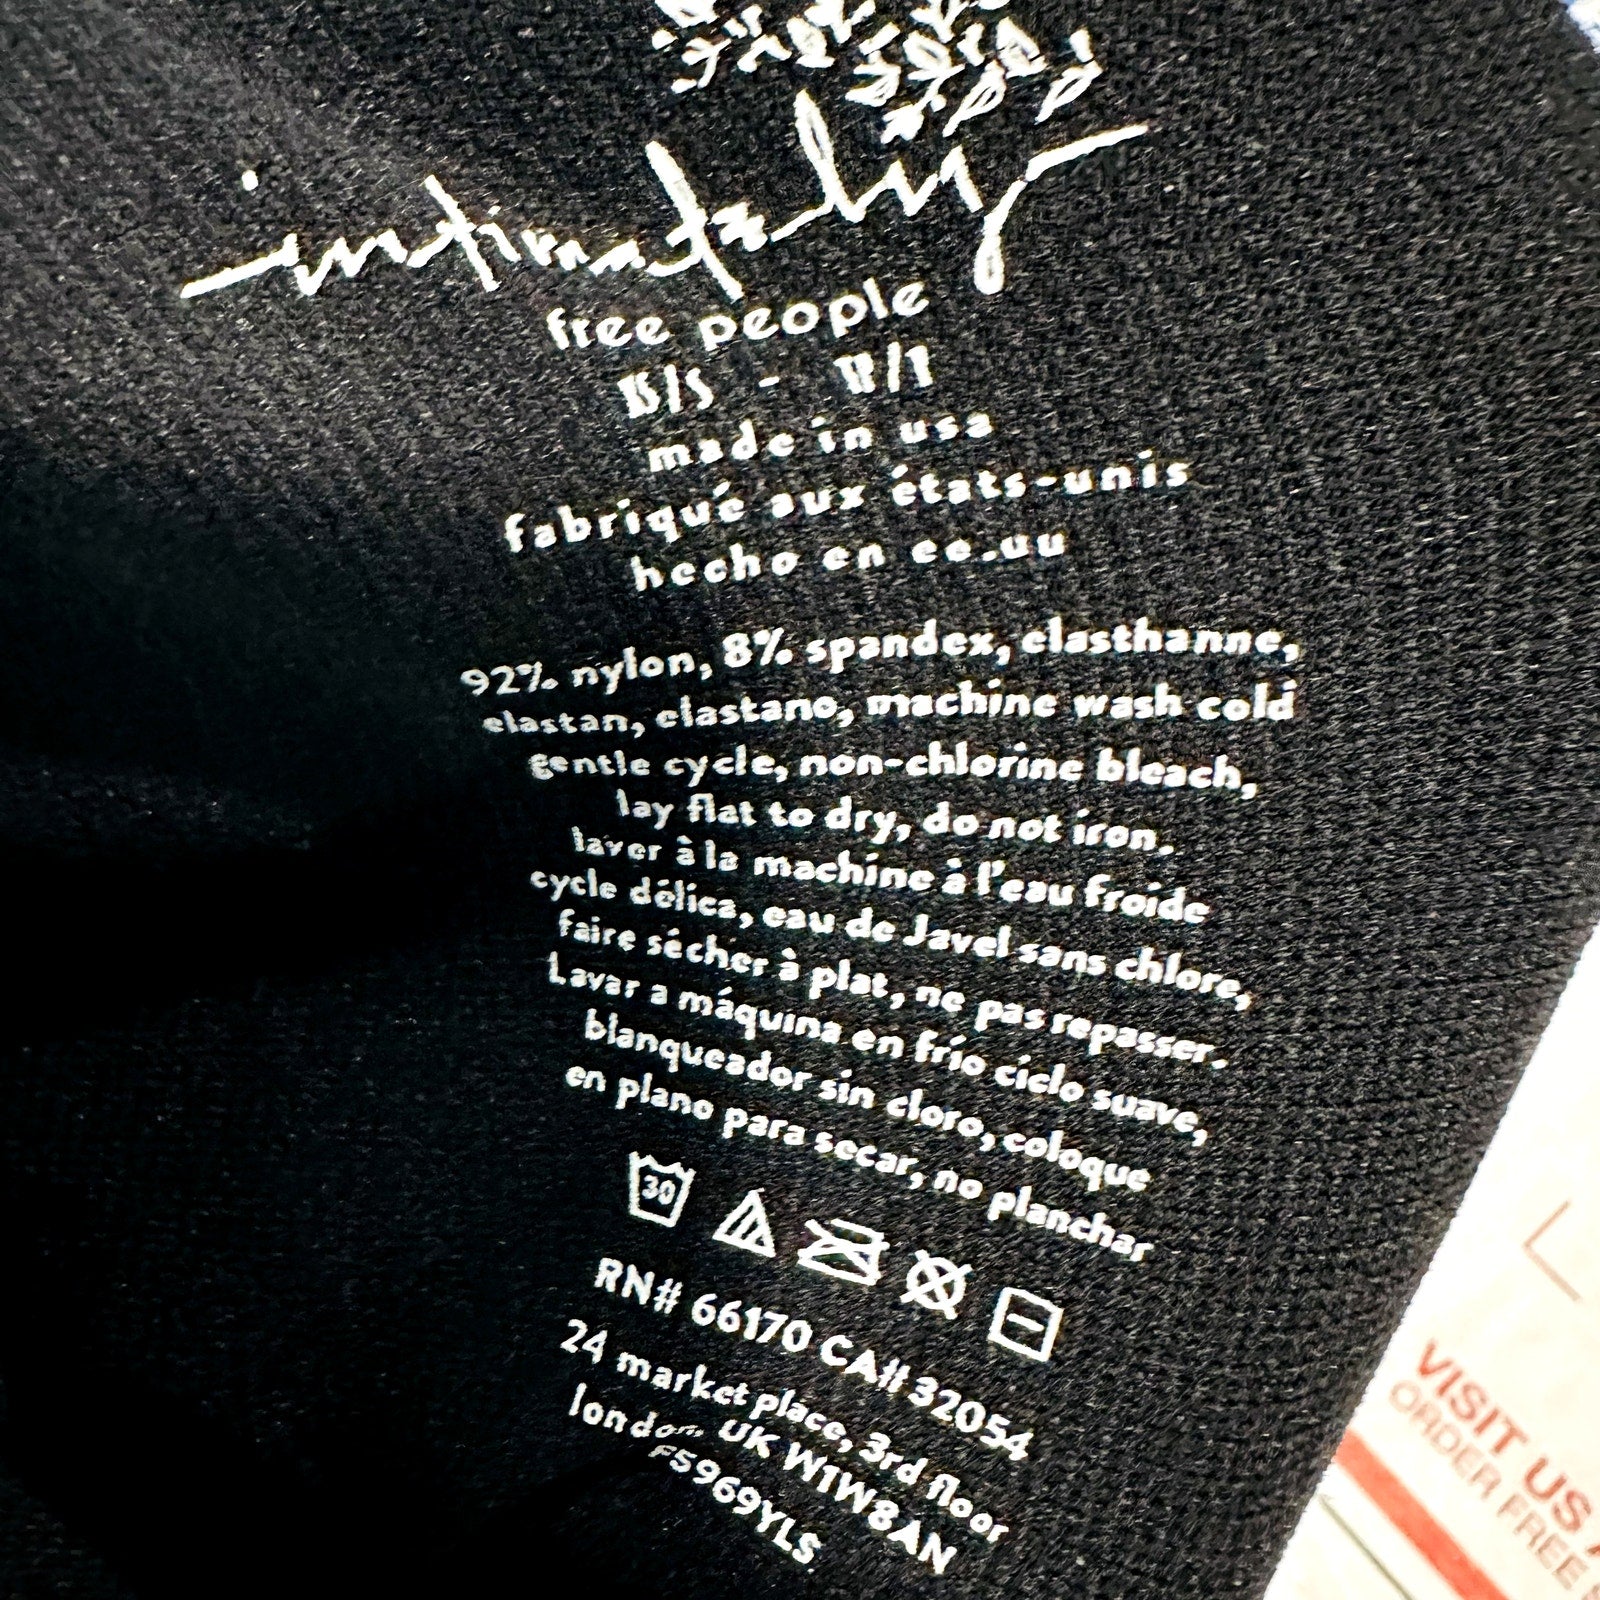 intimately
free people
XS/S - TP/P
made in usa
fabriqué aux états-unis
hecho en ee.uu
92% nylon, 8% spandex, elasthanne,
elastan, elastano, machine wash cold
gentle cycle, non-chlorine bleach,
lay flat to dry, do not iron.
laver à la machine à l'eau froide
cycle délica, eau de Javel sans chlore,
faire sécher à plat, ne pas repasser.
Lavar a máquina en frío ciclo suave,
blanqueador sin cloro, coloque
en plano para secar, no planchar
30
RN# 66170 CA# 32054
24 market place, 3rd floor
london, UK W1W8AN
F5969YLS
VISIT US
ORDER FREE